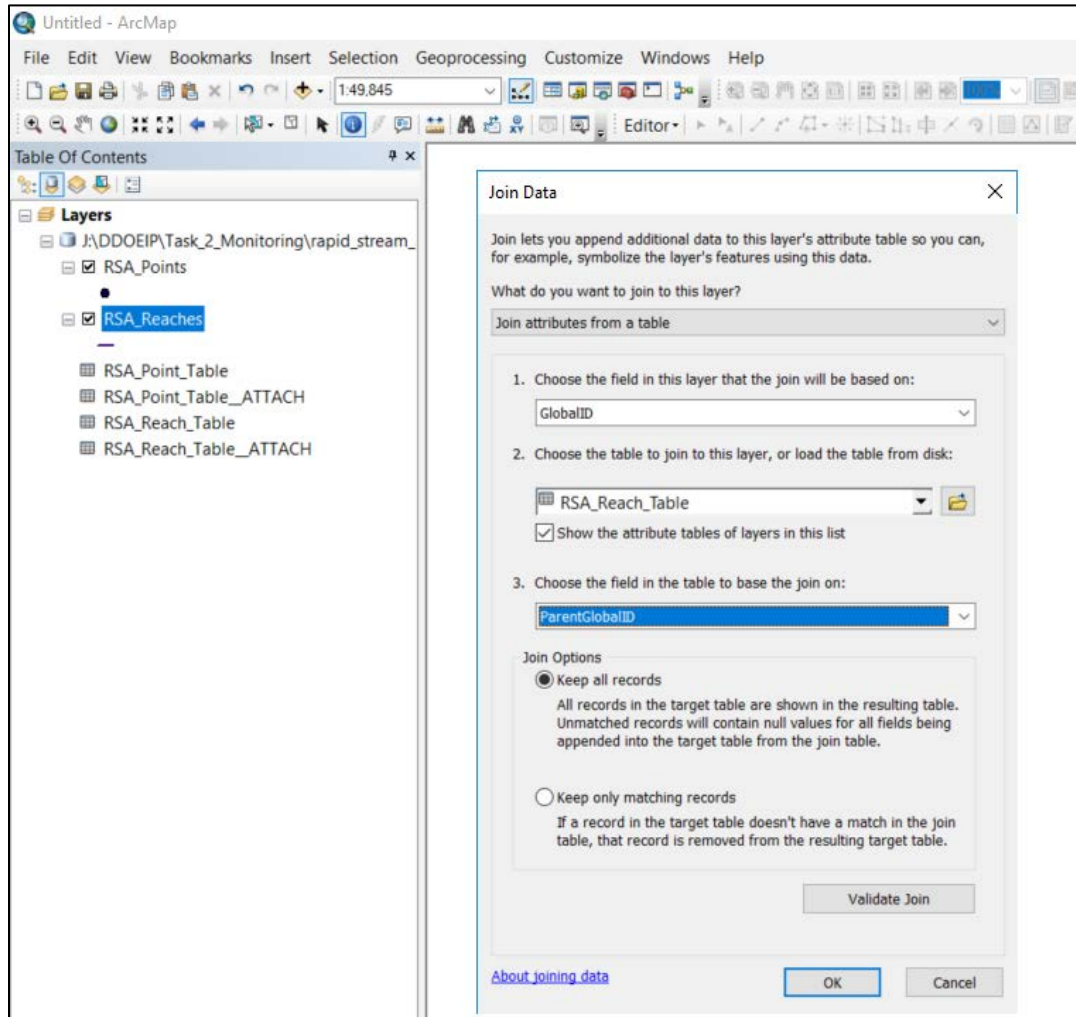 Untitled - ArcMap
File Edit View Bookmarks Insert Selection Geoprocessing Customize Windows Help
1:49,845
Editor
Table Of Contents
Layers
J:\DDOEIP\Task_2_Monitoring\rapid_stream_
RSA_Points
RSA_Reaches
RSA_Point_Table
RSA_Point_Table__ATTACH
RSA_Reach_Table
RSA_Reach_Table__ATTACH
Join Data
Join lets you append additional data to this layer's attribute table so you can,
for example, symbolize the layer's features using this data.
What do you want to join to this layer?
Join attributes from a table
1. Choose the field in this layer that the join will be based on:
GlobalID
2. Choose the table to join to this layer, or load the table from disk:
RSA_Reach_Table
Show the attribute tables of layers in this list
3. Choose the field in the table to base the join on:
ParentGlobalID
Join Options
Keep all records
All records in the target table are shown in the resulting table.
Unmatched records will contain null values for all fields being
appended into the target table from the join table.
Keep only matching records
If a record in the target table doesn't have a match in the join
table, that record is removed from the resulting target table.
Validate Join
About joining data
OK Cancel